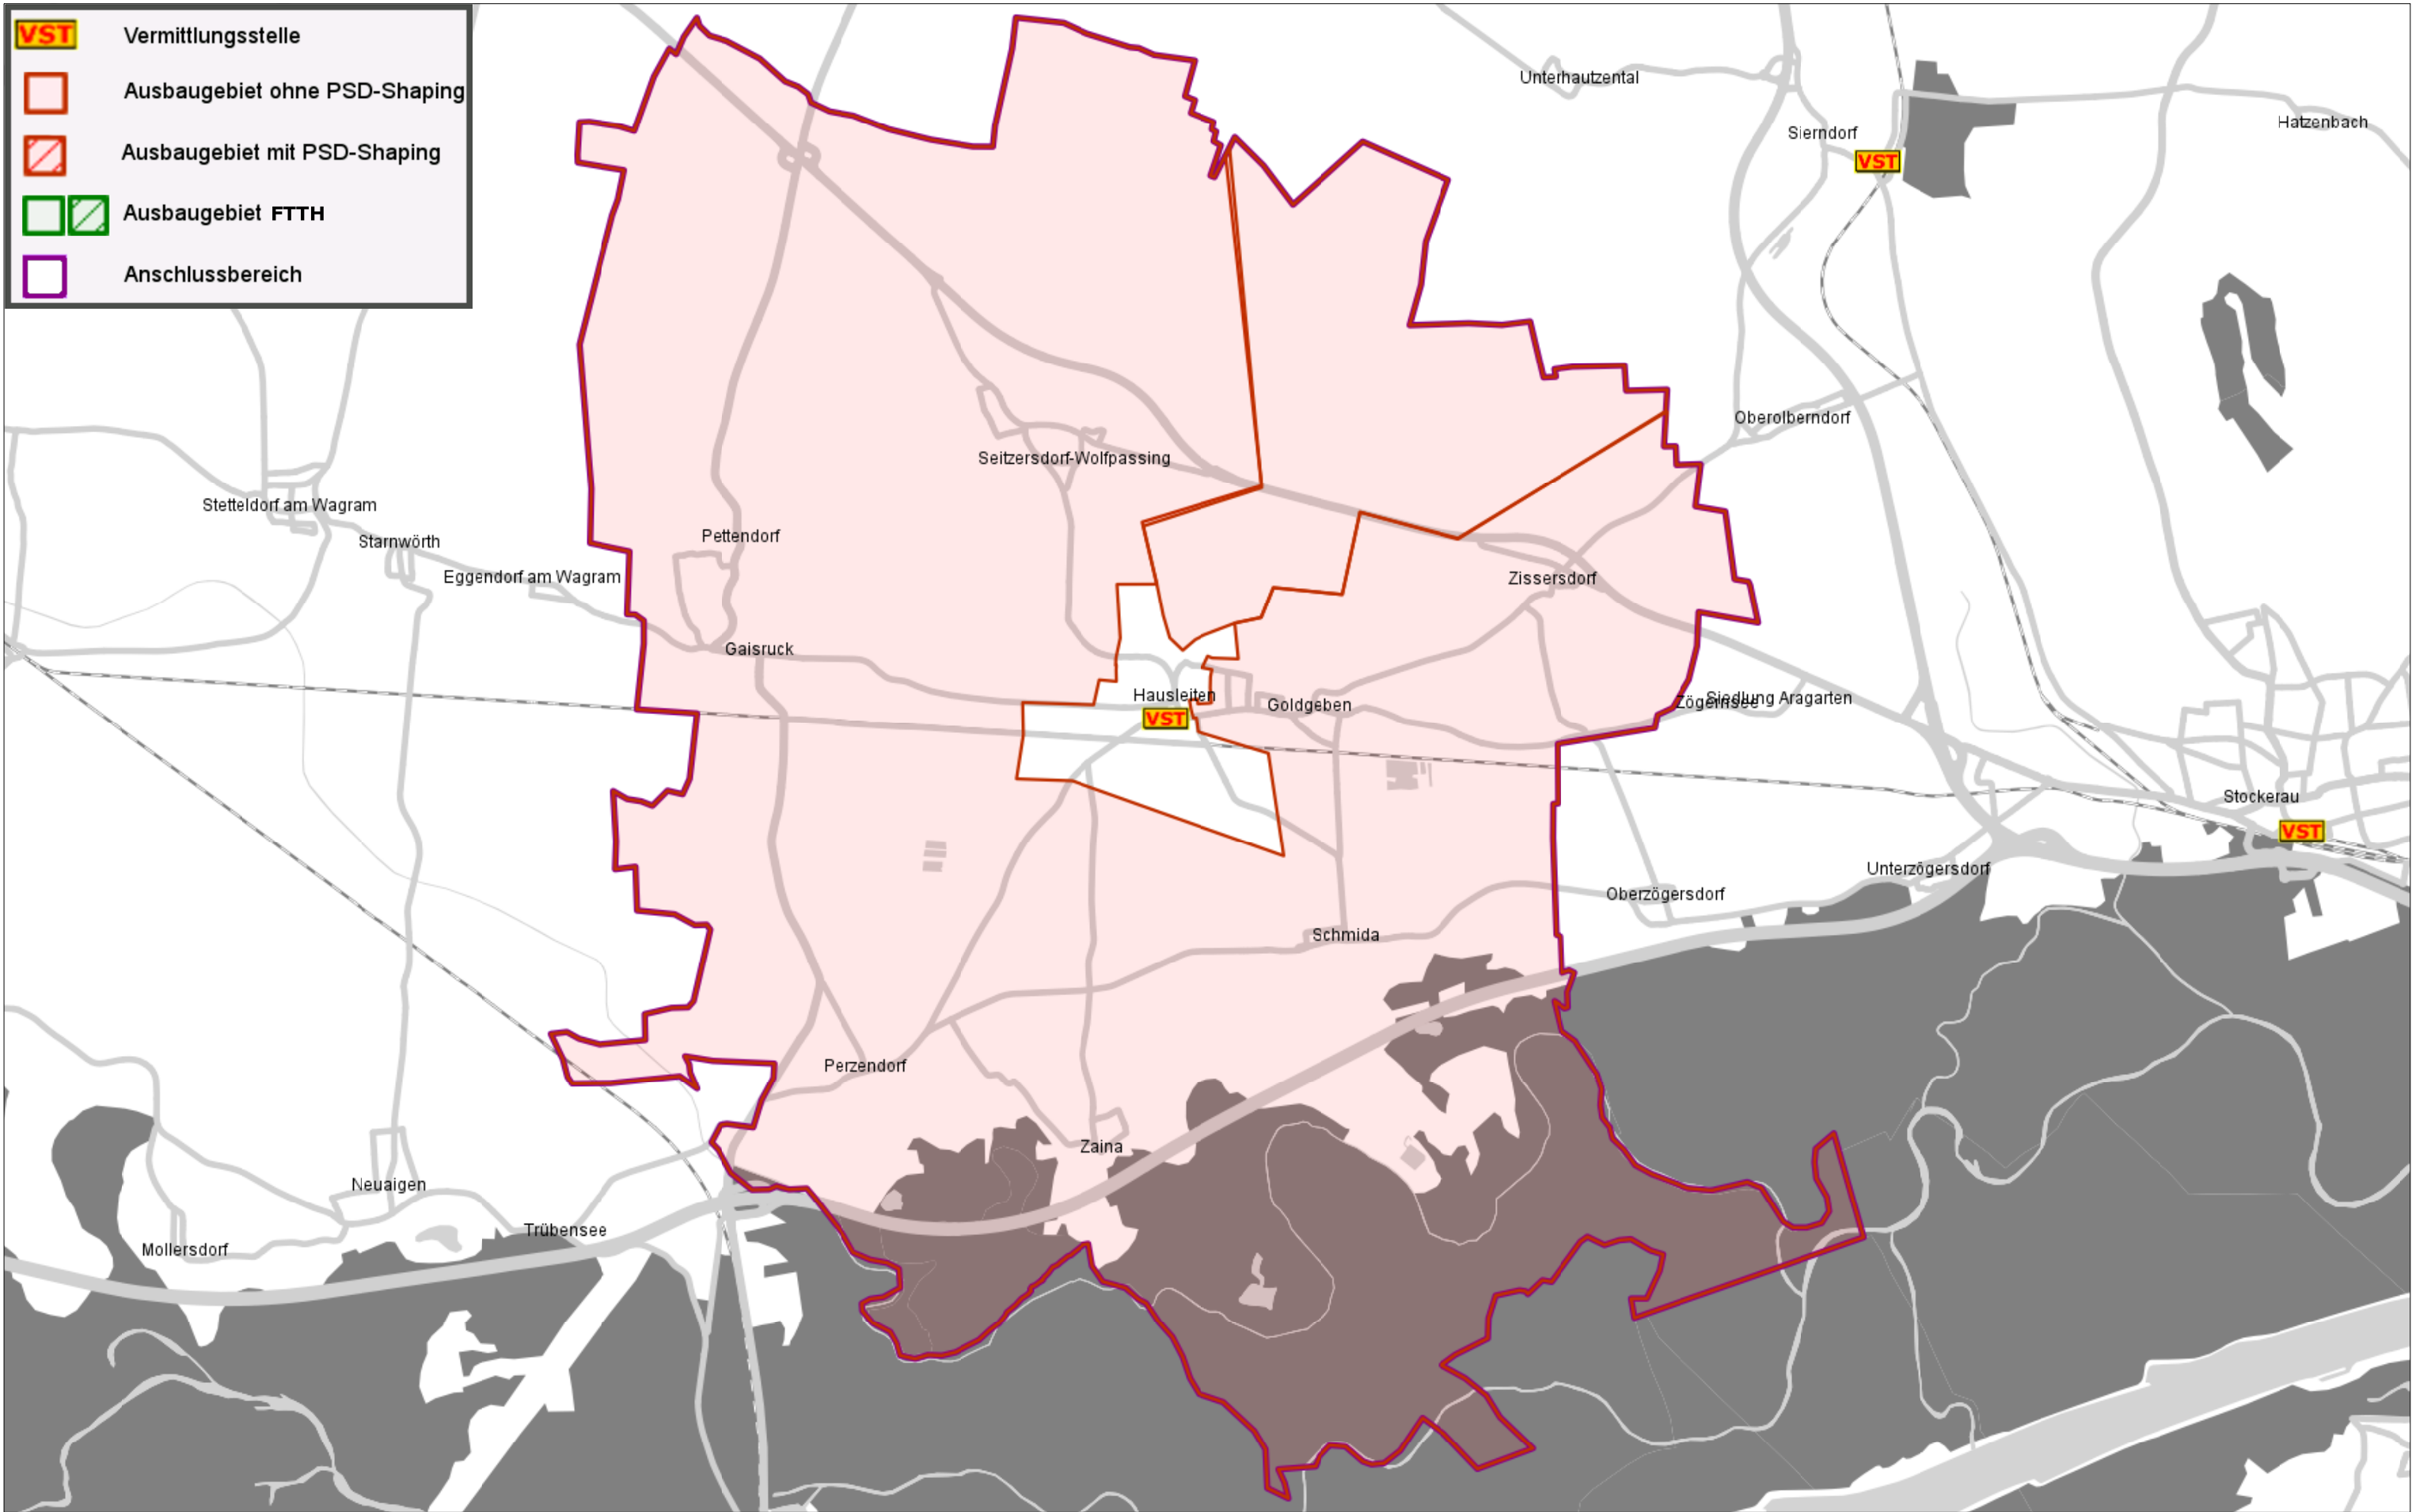 VST Vermittlungsstelle
Ausbaugebiet ohne PSD-Shaping
Ausbaugebiet mit PSD-Shaping
Ausbaugebiet FTTH
Anschlussbereich
Unterhautzental
Hatzenbach
Sierndorf
VST
Oberolberndorf
Seitzersdorf-Wolfpassing
Stetteldorf am Wagram
Pettendorf
Starnwörth
Eggendorf am Wagram
Zissersdorf
Gaisruck
Hausleiten
Zögernsee
Siedlung Aragarten
Goldgeben
VST
Stockerau
VST
Unterzögersdorf
Oberzögersdorf
Schmida
Perzendorf
Zaina
Neuaigen
Trübensee
Mollersdorf